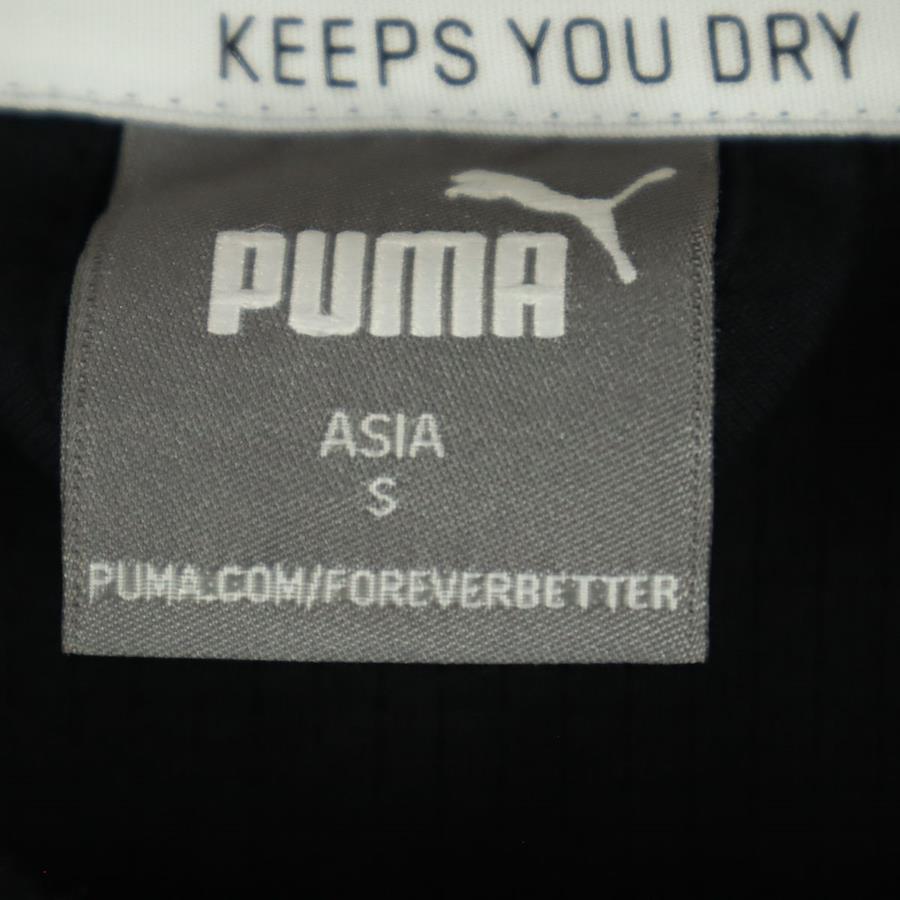 KEEPS YOU DRY
PUMA
ASIA
S
PUMA.COM/FOREVERBETTER